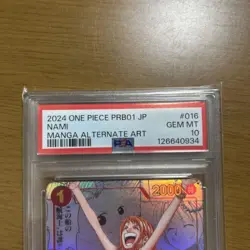 2024 ONE PIECE PRB01 JP #016
NAMI GEM MT
MANGA ALTERNATE ART 10
PSA 126640934
1
2000